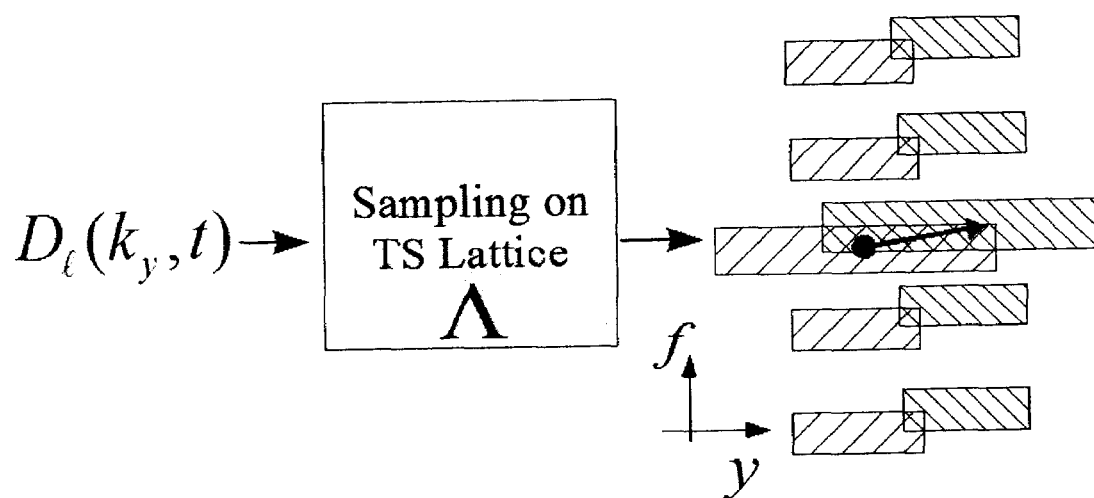 D_ℓ(k_y, t)
Sampling on
TS Lattice
Λ
f
y